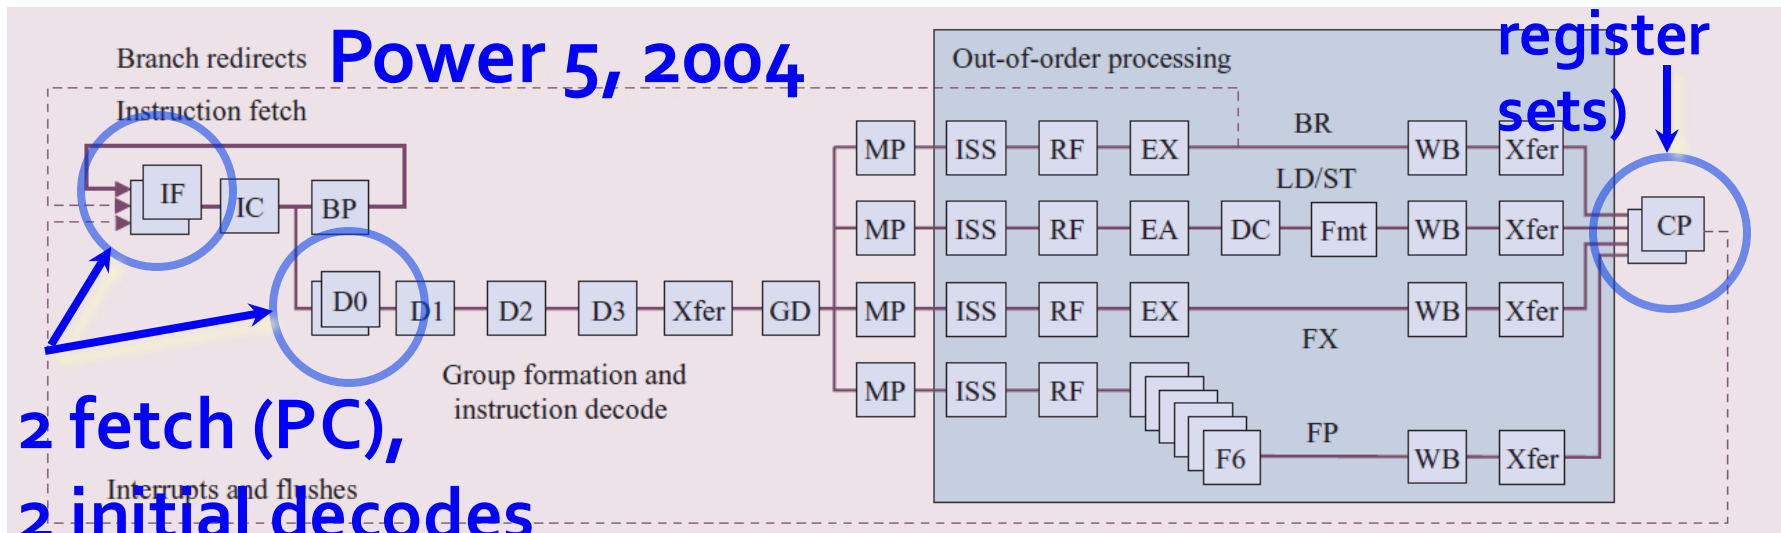 Branch redirects
Power 5, 2004
Out-of-order processing
register
sets)
Instruction fetch
BR
MP ISS RF EX WB Xfer
IF IC BP
LD/ST
MP ISS RF EA DC Fmt WB Xfer
CP
D0 D1 D2 D3 Xfer GD
MP ISS RF EX WB Xfer
FX
Group formation and
instruction decode
MP ISS RF
FP
F6 WB Xfer
2 fetch (PC),
Interrupts and flushes
2 initial decodes